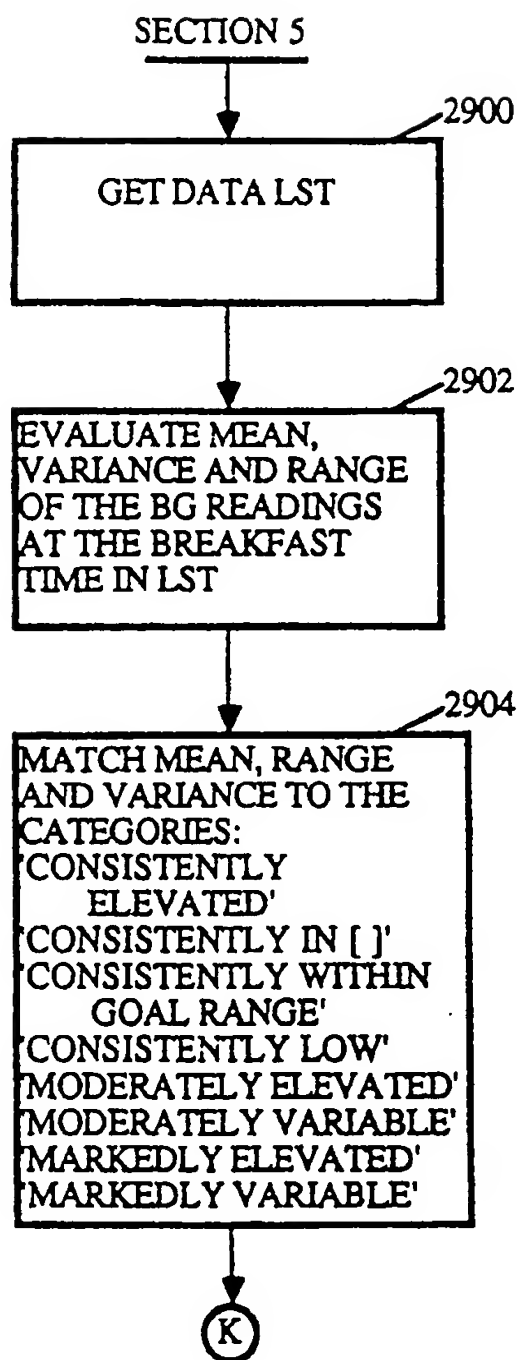 SECTION 5
2900
GET DATA LST
2902
EVALUATE MEAN,
VARIANCE AND RANGE
OF THE BG READINGS
AT THE BREAKFAST
TIME IN LST
2904
MATCH MEAN, RANGE
AND VARIANCE TO THE
CATEGORIES:
'CONSISTENTLY
ELEVATED'
'CONSISTENTLY IN [ ]'
'CONSISTENTLY WITHIN
GOAL RANGE'
'CONSISTENTLY LOW'
'MODERATELY ELEVATED'
'MODERATELY VARIABLE'
'MARKEDLY ELEVATED'
'MARKEDLY VARIABLE'
K